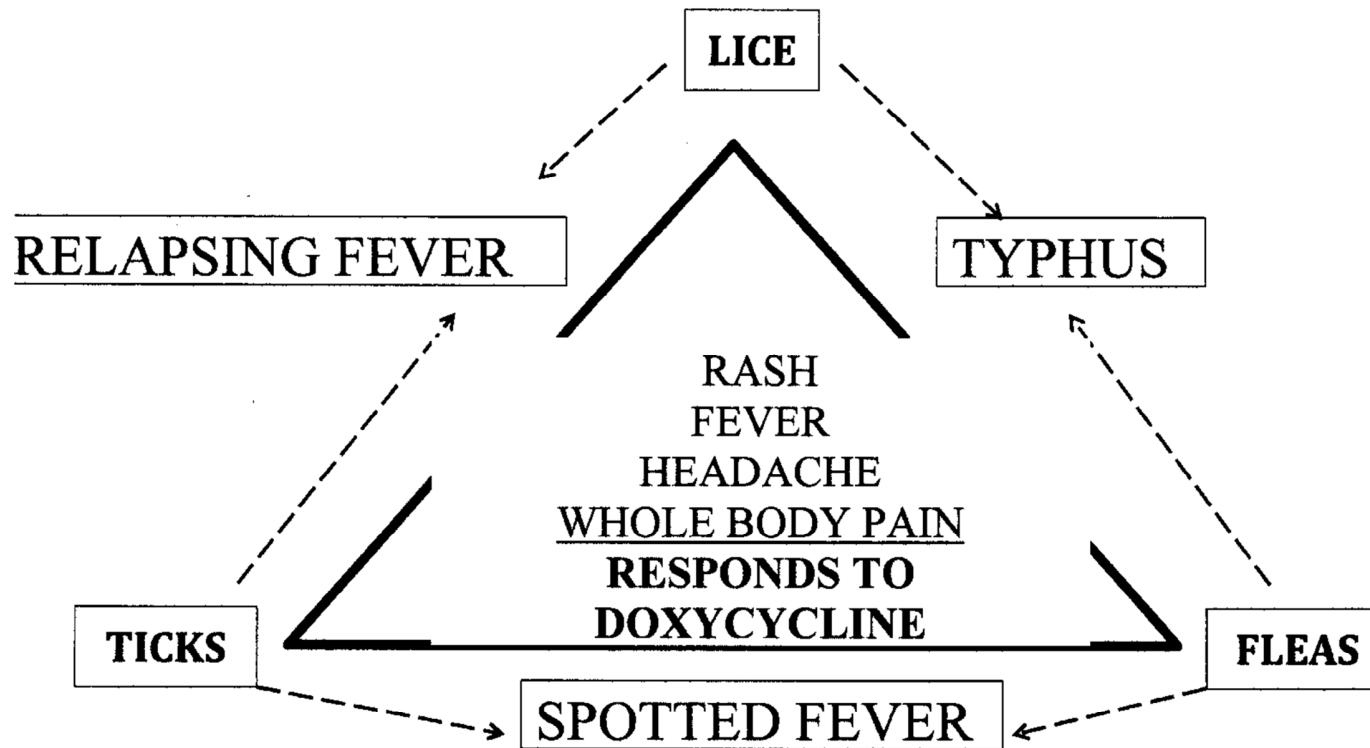 LICE
RELAPSING FEVER
TYPHUS
RASH
FEVER
HEADACHE
WHOLE BODY PAIN
RESPONDS TO
DOXYCYCLINE
TICKS
FLEAS
SPOTTED FEVER